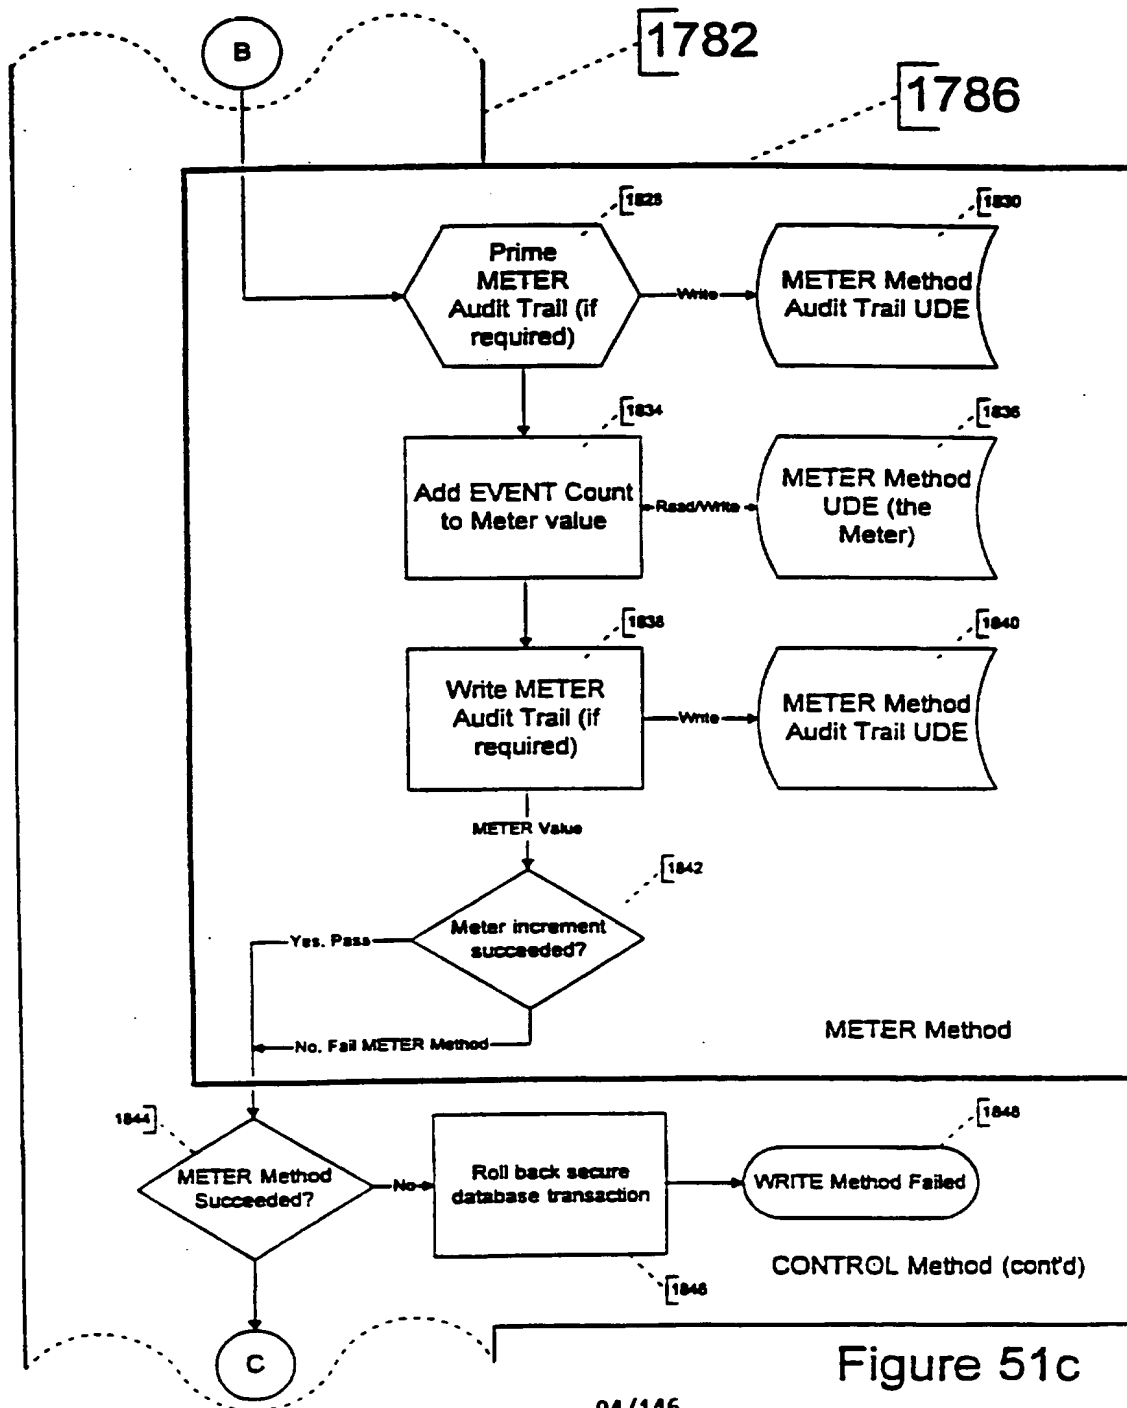 B
1782
1786
1828
1830
Prime
METER
Audit Trail (if
required)
Write
METER Method
Audit Trail UDE
1834
1836
Add EVENT Count
to Meter value
Read/Write
METER Method
UDE (the
Meter)
1838
1840
Write METER
Audit Trail (if
required)
Write
METER Method
Audit Trail UDE
METER Value
1842
Meter increment
succeeded?
Yes. Pass
No. Fail METER Method
METER Method
1844
1848
METER Method
Succeeded?
No
Roll back secure
database transaction
WRITE Method Failed
1846
CONTROL Method (cont'd)
C
Figure 51c
94/146